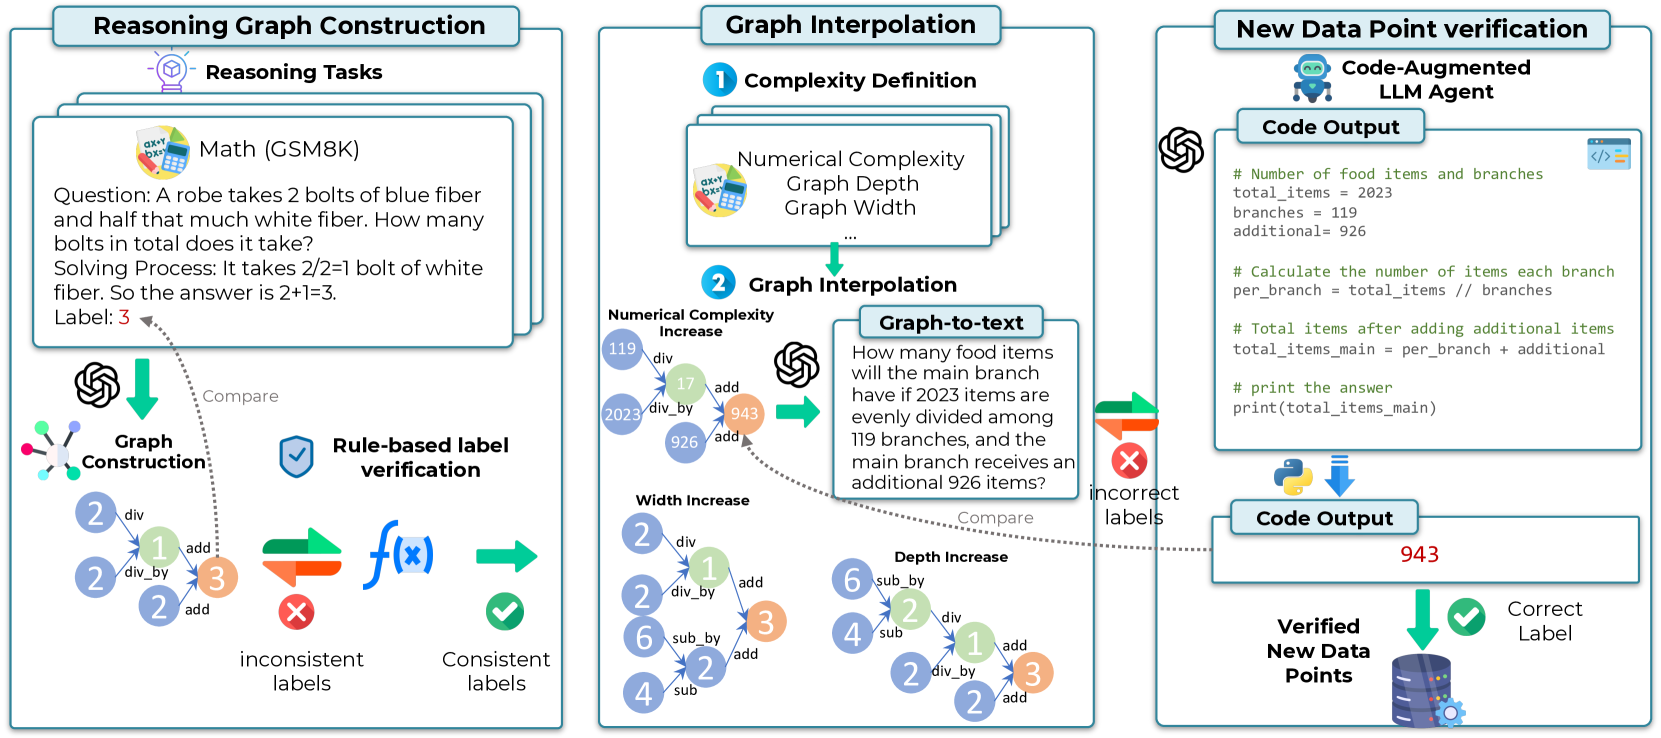 Reasoning Graph Construction
Reasoning Tasks
ax+y
bx=
Math (GSM8K)
Question: A robe takes 2 bolts of blue fiber
and half that much white fiber. How many
bolts in total does it take?
Solving Process: It takes 2/2=1 bolt of white
fiber. So the answer is 2+1=3.
Label: 3
Compare
Graph
Construction
Rule-based label
verification
2
div
1
add
2
div_by
3
2
add
f(x)
inconsistent
labels
Consistent
labels
Graph Interpolation
1
Complexity Definition
ax+y
bx=
Numerical Complexity
Graph Depth
Graph Width
...
2
Graph Interpolation
Numerical Complexity
Increase
119
div
17
add
2023
div_by
943
926
add
Graph-to-text
How many food items
will the main branch
have if 2023 items are
evenly divided among
119 branches, and the
main branch receives an
additional 926 items?
Width Increase
2
div
1
add
2
div_by
3
6
sub_by
2
add
4
sub
Compare
Depth Increase
6
sub_by
2
div
4
sub
1
add
2
div_by
3
2
add
incorrect
labels
New Data Point verification
Code-Augmented
LLM Agent
Code Output
</>
# Number of food items and branches
total_items = 2023
branches = 119
additional= 926
# Calculate the number of items each branch
per_branch = total_items // branches
# Total items after adding additional items
total_items_main = per_branch + additional
# print the answer
print(total_items_main)
Code Output
943
Correct
Label
Verified
New Data
Points